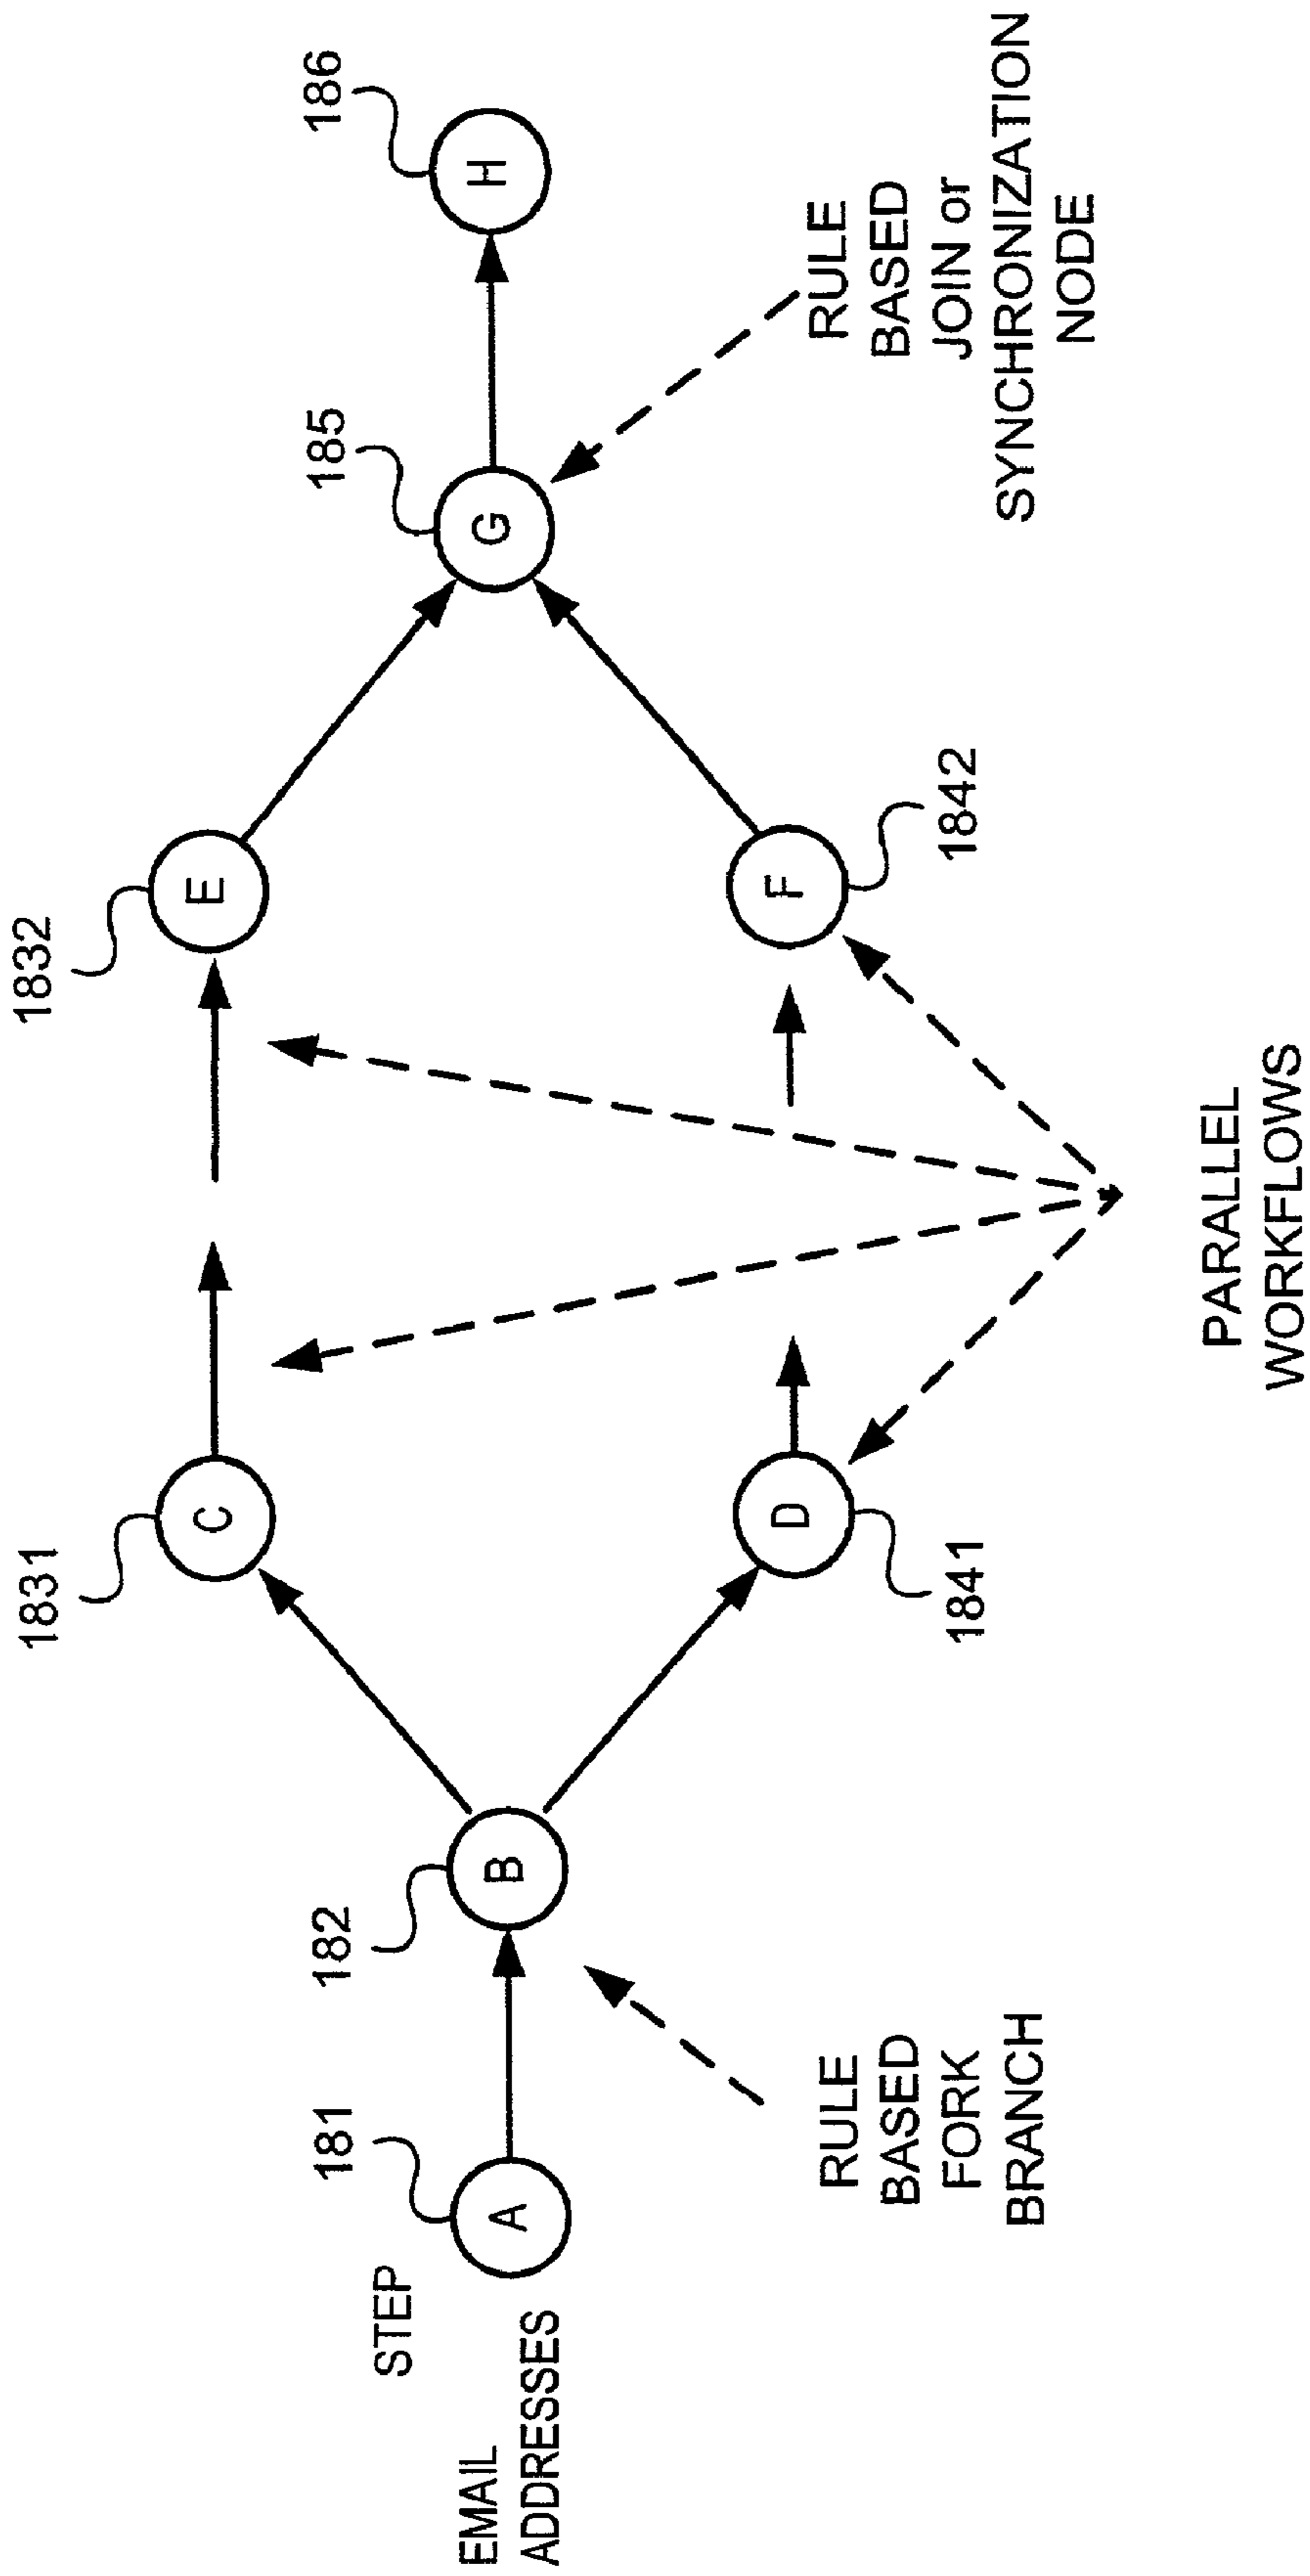 1832
E
1831
C
186
H
185
G
182
B
181
A
STEP
EMAIL
ADDRESSES
F
1842
D
1841
RULE
BASED
JOIN or
SYNCHRONIZATION
NODE
RULE
BASED
FORK
BRANCH
PARALLEL
WORKFLOWS